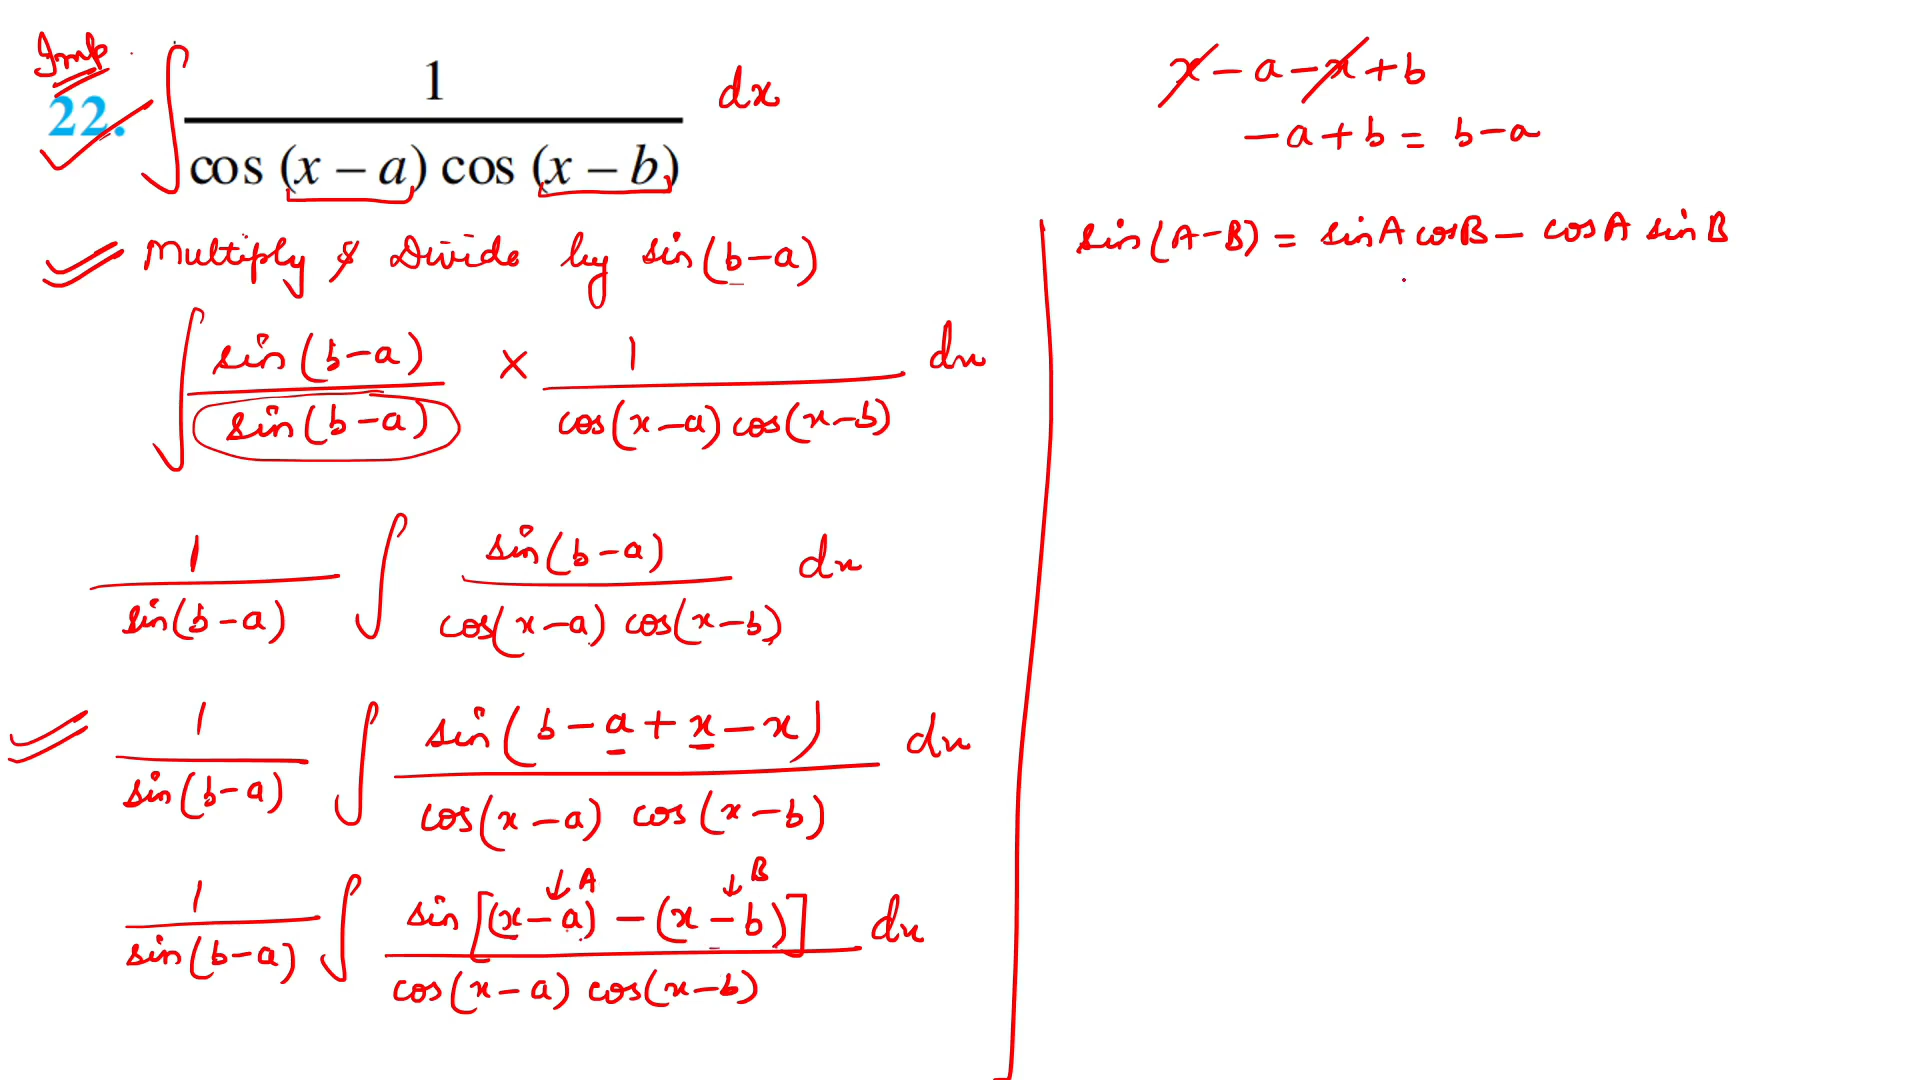 Imp
22. ∫ 1 / cos (x – a) cos (x – b) dx
Multiply & Divide by sin(b-a)
∫ sin(b-a) / sin(b-a) × 1 / cos(x-a) cos(x-b) dx
1 / sin(b-a) ∫ sin(b-a) / cos(x-a) cos(x-b) dx
1 / sin(b-a) ∫ sin(b-a+x-x) / cos(x-a) cos(x-b) dx
↓A ↓B
1 / sin(b-a) ∫ sin[(x-a)-(x-b)] / cos(x-a) cos(x-b) dx
x-a-x+b
-a+b = b-a
sin(A-B) = sinA cosB - cosA sinB